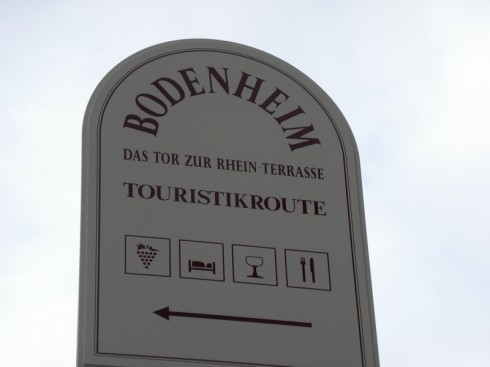 BODENHEIM
DAS TOR ZUR RHEIN-TERRASSE
TOURISTIKROUTE